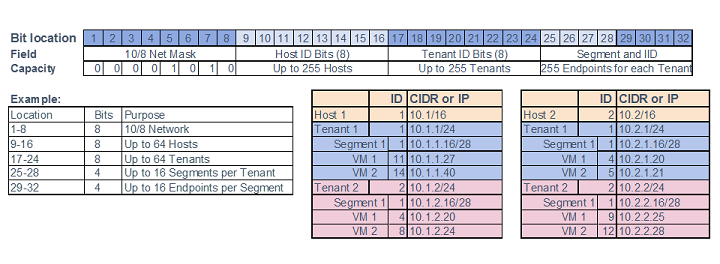 Bit location 1 2 3 4 5 6 7 8 9 10 11 12 13 14 15 16 17 18 19 20 21 22 23 24 25 26 27 28 29 30 31 32
Field 10/8 Net Mask Host ID Bits (8) Tenant ID Bits (8) Segment and IID
Capacity 0 0 0 0 1 0 1 0 Up to 255 Hosts Up to 255 Tenants 255 Endpoints for each Tenant
Example:
Location Bits Purpose
1-8 8 10/8 Network
9-16 8 Up to 64 Hosts
17-24 8 Up to 64 Tenants
25-28 4 Up to 16 Segments per Tenant
29-32 4 Up to 16 Endpoints per Segment
ID CIDR or IP
Host 1 1 10.1/16
Tenant 1 1 10.1.1/24
Segment 1 1 10.1.1.16/28
VM 1 11 10.1.1.27
VM 2 14 10.1.1.40
Tenant 2 2 10.1.2/24
Segment 1 1 10.1.2.16/28
VM 1 4 10.1.2.20
VM 2 8 10.1.2.24
ID CIDR or IP
Host 2 2 10.2/16
Tenant 1 1 10.2.1/24
Segment 1 1 10.2.1.16/28
VM 1 4 10.2.1.20
VM 2 5 10.2.1.21
Tenant 2 2 10.2.2/24
Segment 1 1 10.2.2.16/28
VM 1 9 10.2.2.25
VM 2 12 10.2.2.28